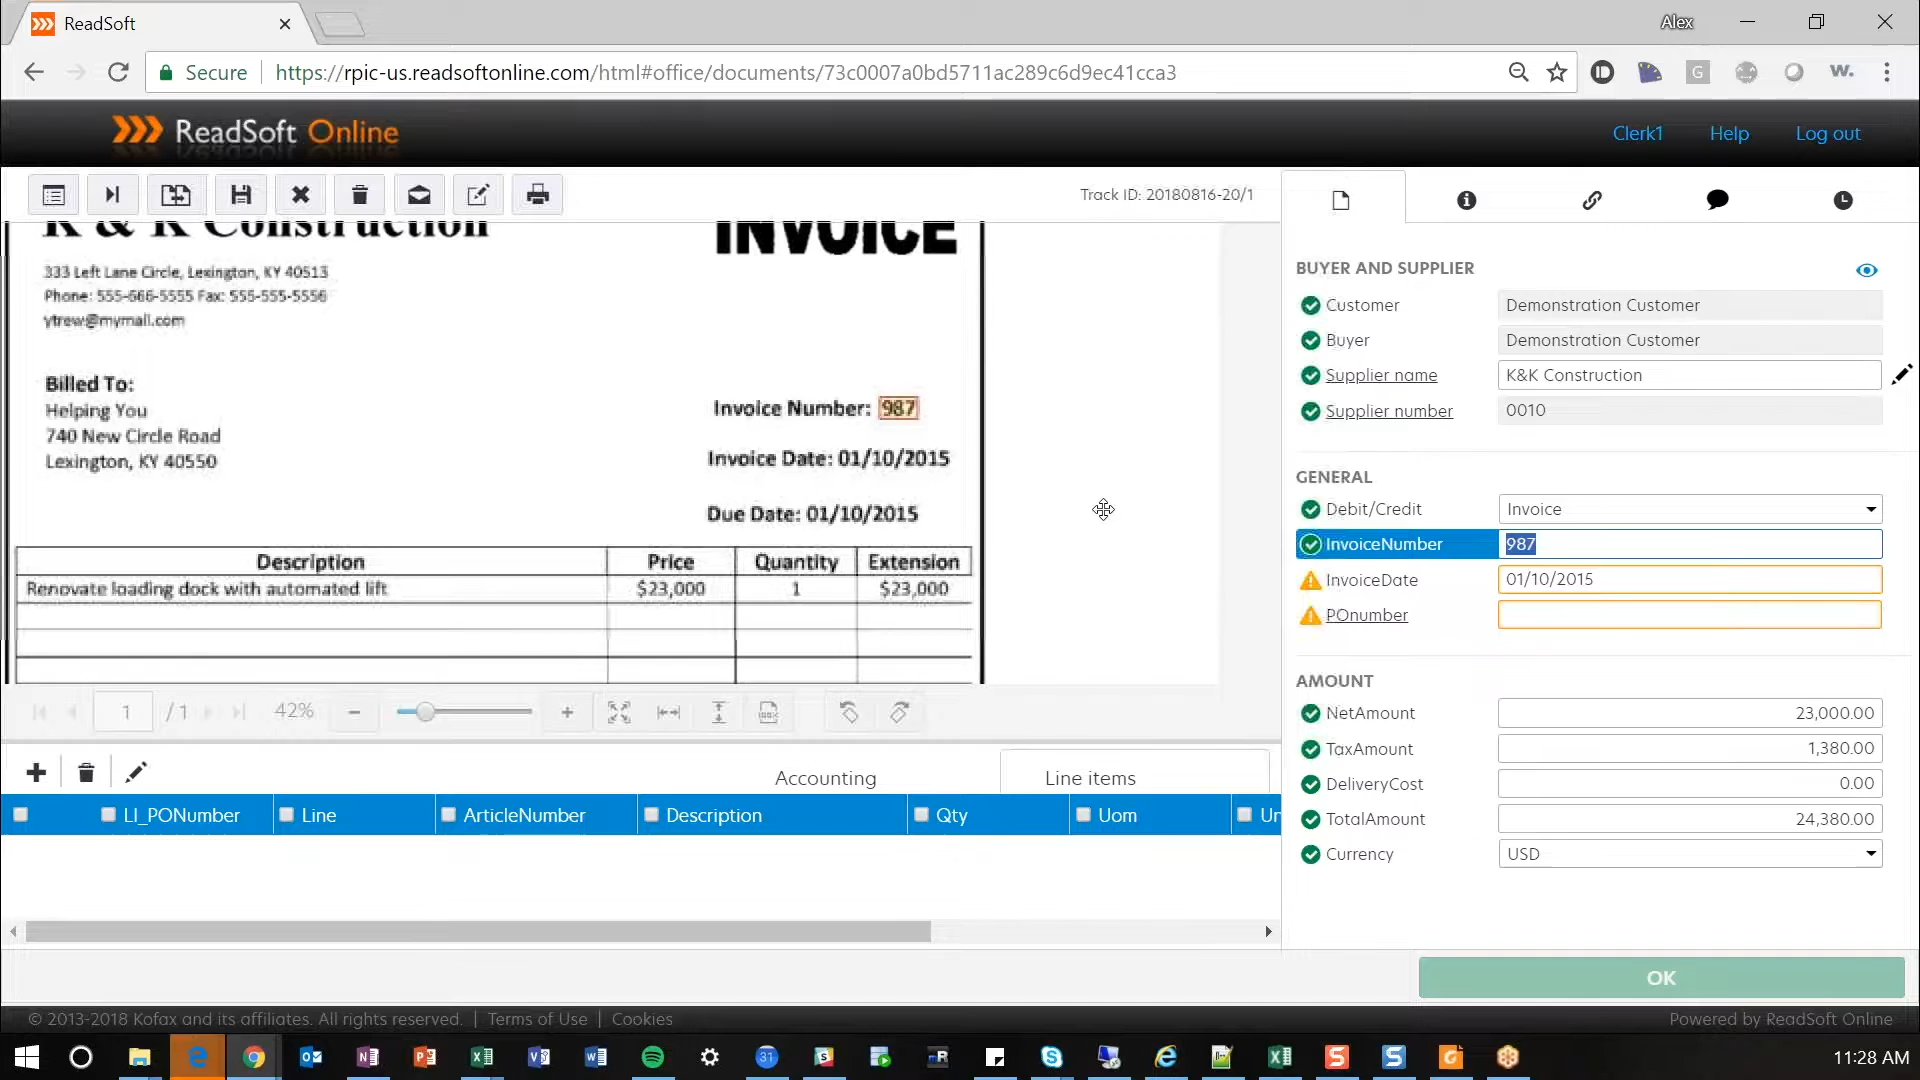 ReadSoft
Alex
Secure
https://rpic-us.readsoftonline.com/html#office/documents/73c0007a0bd5711ac289c6d9ec41cca3
ReadSoft Online
Clerk1
Help
Log out
Track ID: 20180816-20/1
K & K Construction
INVOICE
333 Left Lane Circle, Lexington, KY 40513
Phone: 555-666-5555 Fax: 555-555-5556
ytrew@mymail.com
Billed To:
Helping You
740 New Circle Road
Lexington, KY 40550
Invoice Number: 987
Invoice Date: 01/10/2015
Due Date: 01/10/2015
Description Price Quantity Extension
Renovate loading dock with automated lift $23,000 1 $23,000
1 / 1 42%
Accounting
Line items
LI_PONumber Line ArticleNumber Description Qty Uom Un
BUYER AND SUPPLIER
Customer Demonstration Customer
Buyer Demonstration Customer
Supplier name K&K Construction
Supplier number 0010
GENERAL
Debit/Credit Invoice
InvoiceNumber 987
InvoiceDate 01/10/2015
POnumber
AMOUNT
NetAmount 23,000.00
TaxAmount 1,380.00
DeliveryCost 0.00
TotalAmount 24,380.00
Currency USD
OK
© 2013-2018 Kofax and its affiliates. All rights reserved. | Terms of Use | Cookies
Powered by ReadSoft Online
11:28 AM